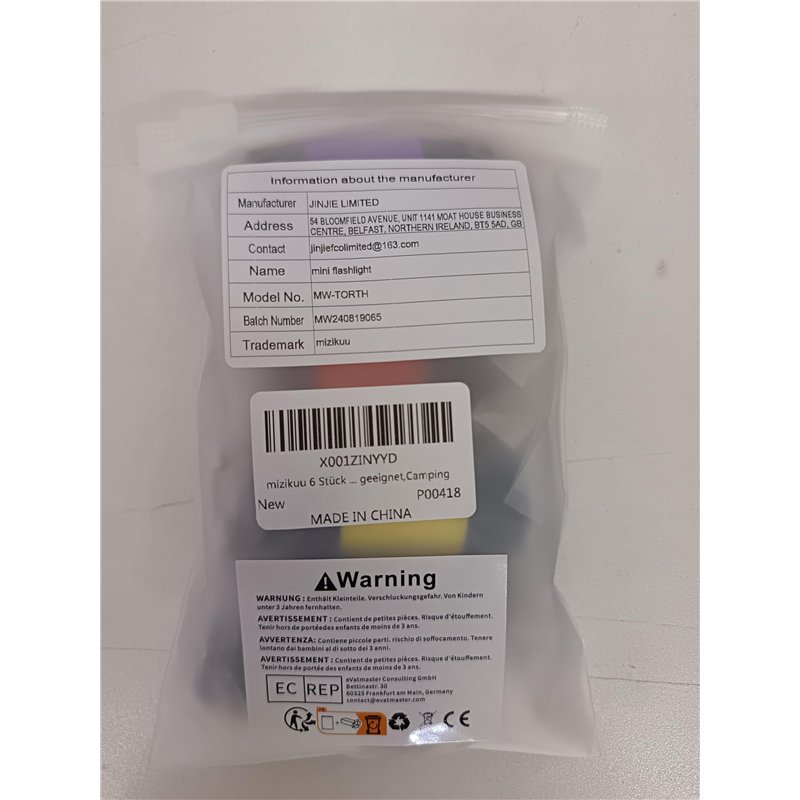 Information about the manufacturer
Manufacturer JINJIE LIMITED
Address 54 BLOOMFIELD AVENUE, UNIT 1141 MOAT HOUSE BUSINESS
CENTRE, BELFAST, NORTHERN IRELAND, BT5 5AD, GB
Contact jinjiefcolimited@163.com
Name mini flashlight
Model No. MW-TORTH
Batch Number MW240819065
Trademark mizikuu
X001ZINYYD
mizikuu 6 Stück ... geeignet,Camping
New P00418
MADE IN CHINA
Warning
WARNUNG : Enthält Kleinteile. Verschluckungsgefahr. Von Kindern
unter 3 Jahren fernhalten.
AVERTISSEMENT : Contient de petites pièces. Risque d'étouffement.
Tenir hors de portéedes enfants de moins de 3 ans.
AVVERTENZA: Contiene piccole parti, rischio di soffocamento. Tenere
lontano dai bambini al di sotto dei 3 anni.
AVERTISSEMENT : Contient de petites pièces. Risque d'étouffement.
Tenir hors de portée des enfants de moins de 3 ans.
EC REP
eVatmaster Consulting GmbH
Bettinastr. 30
60325 Frankfurt am Main, Germany
contact@evatmaster.com
CE